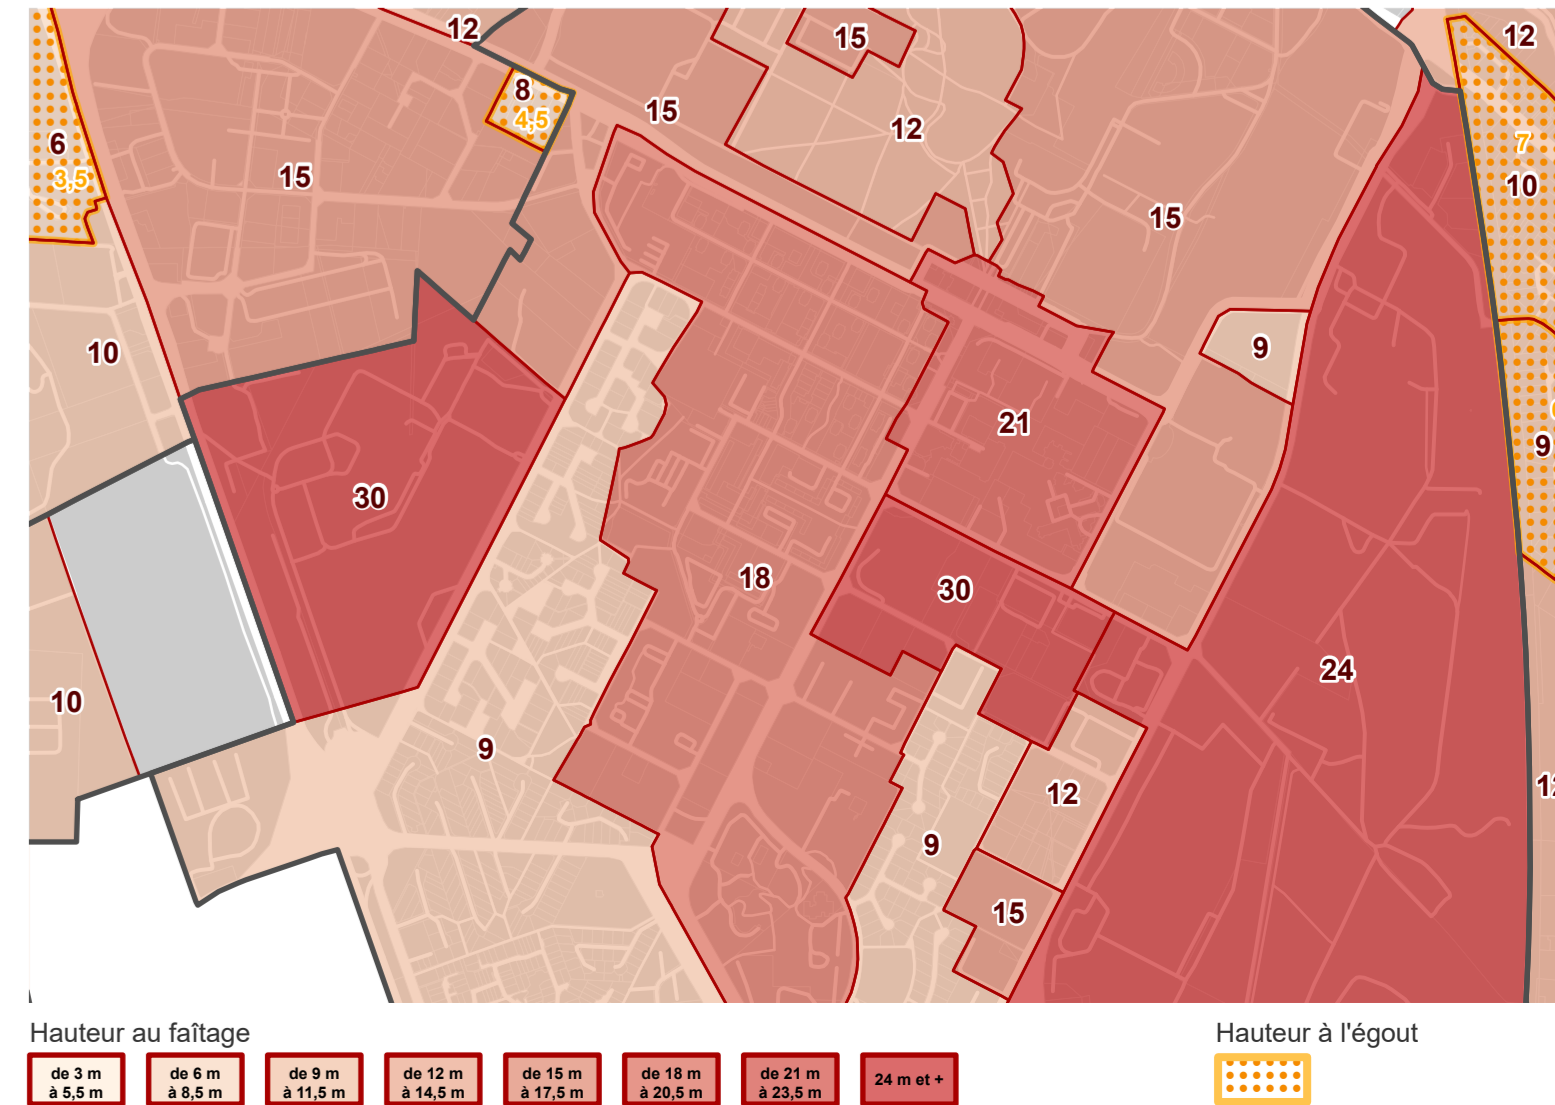 12
15
12
8
4,5
15
12
6
3,5
15
7
10
15
10
9
21
9
30
18
30
24
10
9
12
12
9
15
Hauteur au faîtage
Hauteur à l'égout
de 3 m
à 5,5 m
de 6 m
à 8,5 m
de 9 m
à 11,5 m
de 12 m
à 14,5 m
de 15 m
à 17,5 m
de 18 m
à 20,5 m
de 21 m
à 23,5 m
24 m et +